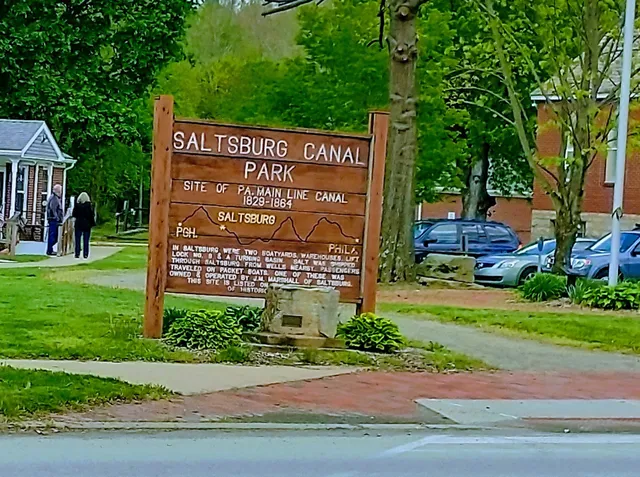 SALTSBURG CANAL
PARK
SITE OF PA. MAIN LINE CANAL
1829-1864
SALTSBURG
PGH. PHILA.
IN SALTSBURG WERE TWO BOATYARDS, WAREHOUSES, LIFT
LOCK NO. 8 & A TURNING BASIN. SALT WAS SHIPPED
THROUGH SALTSBURG FROM WELLS NEARBY. PASSENGERS
TRAVELED ON PACKET BOATS. ONE OF THESE WAS
OWNED & OPERATED BY J.M. MARSHALL OF SALTSBURG.
THIS SITE IS LISTED ON
OF HISTORIC